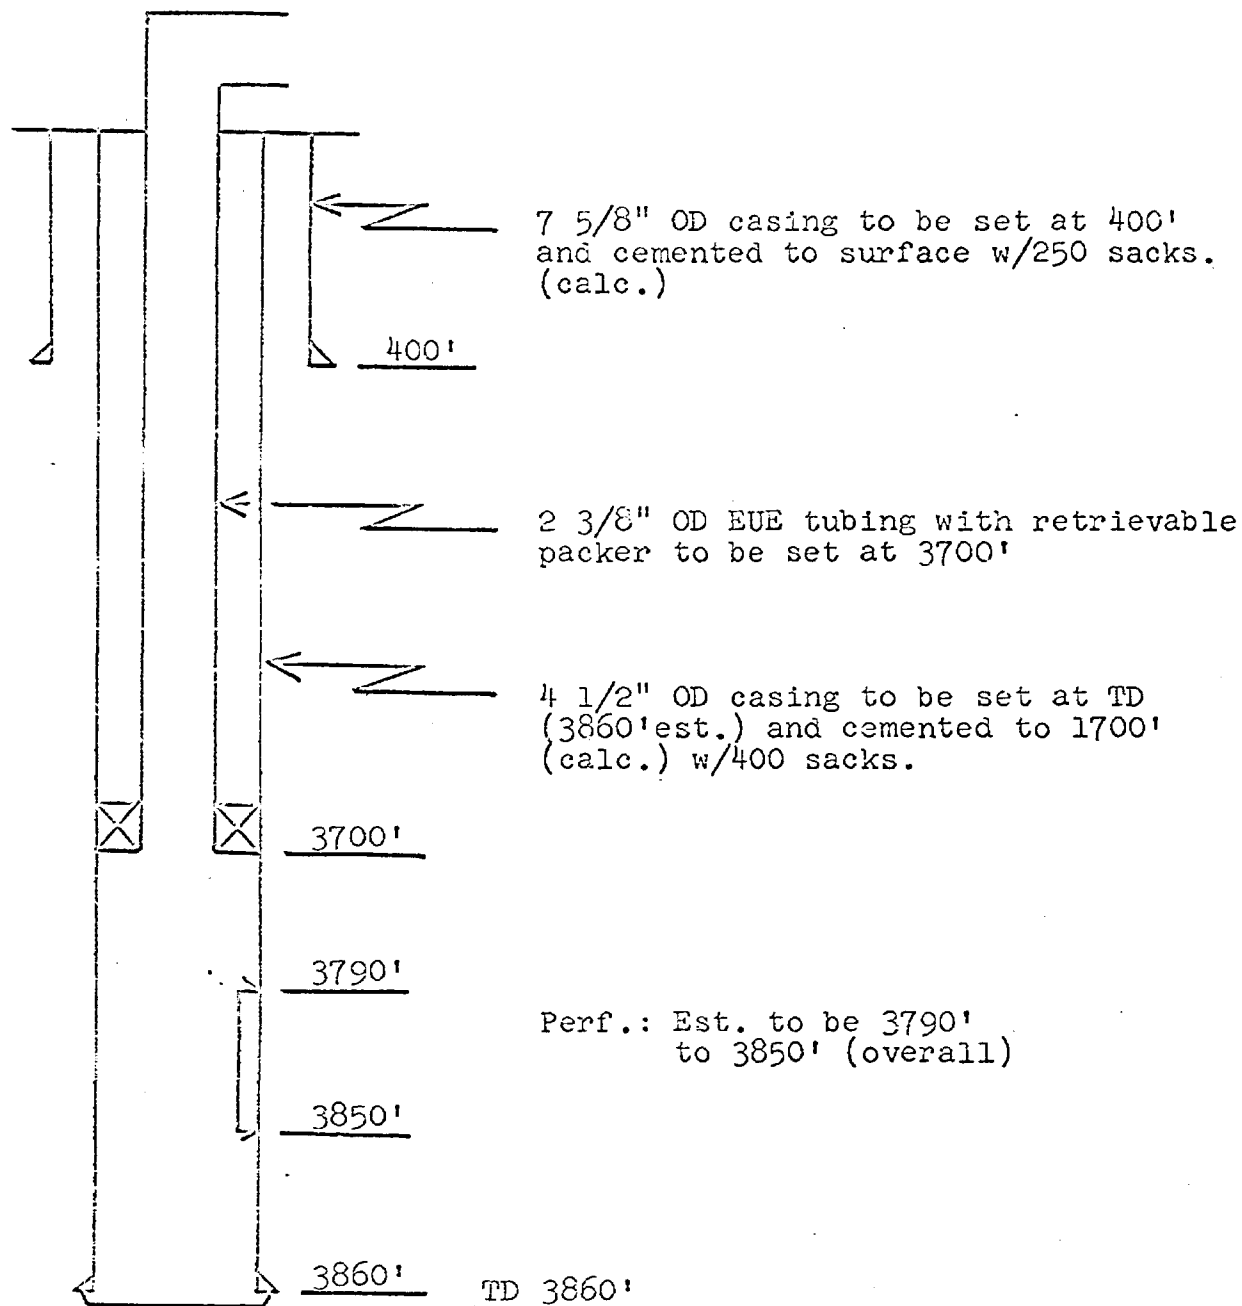 7 5/8" OD casing to be set at 400'
and cemented to surface w/250 sacks.
(calc.)
400'
2 3/8" OD EUE tubing with retrievable
packer to be set at 3700'
4 1/2" OD casing to be set at TD
(3860'est.) and cemented to 1700'
(calc.) w/400 sacks.
3700'
3790'
Perf.: Est. to be 3790'
to 3850' (overall)
3850'
3860' TD 3860'